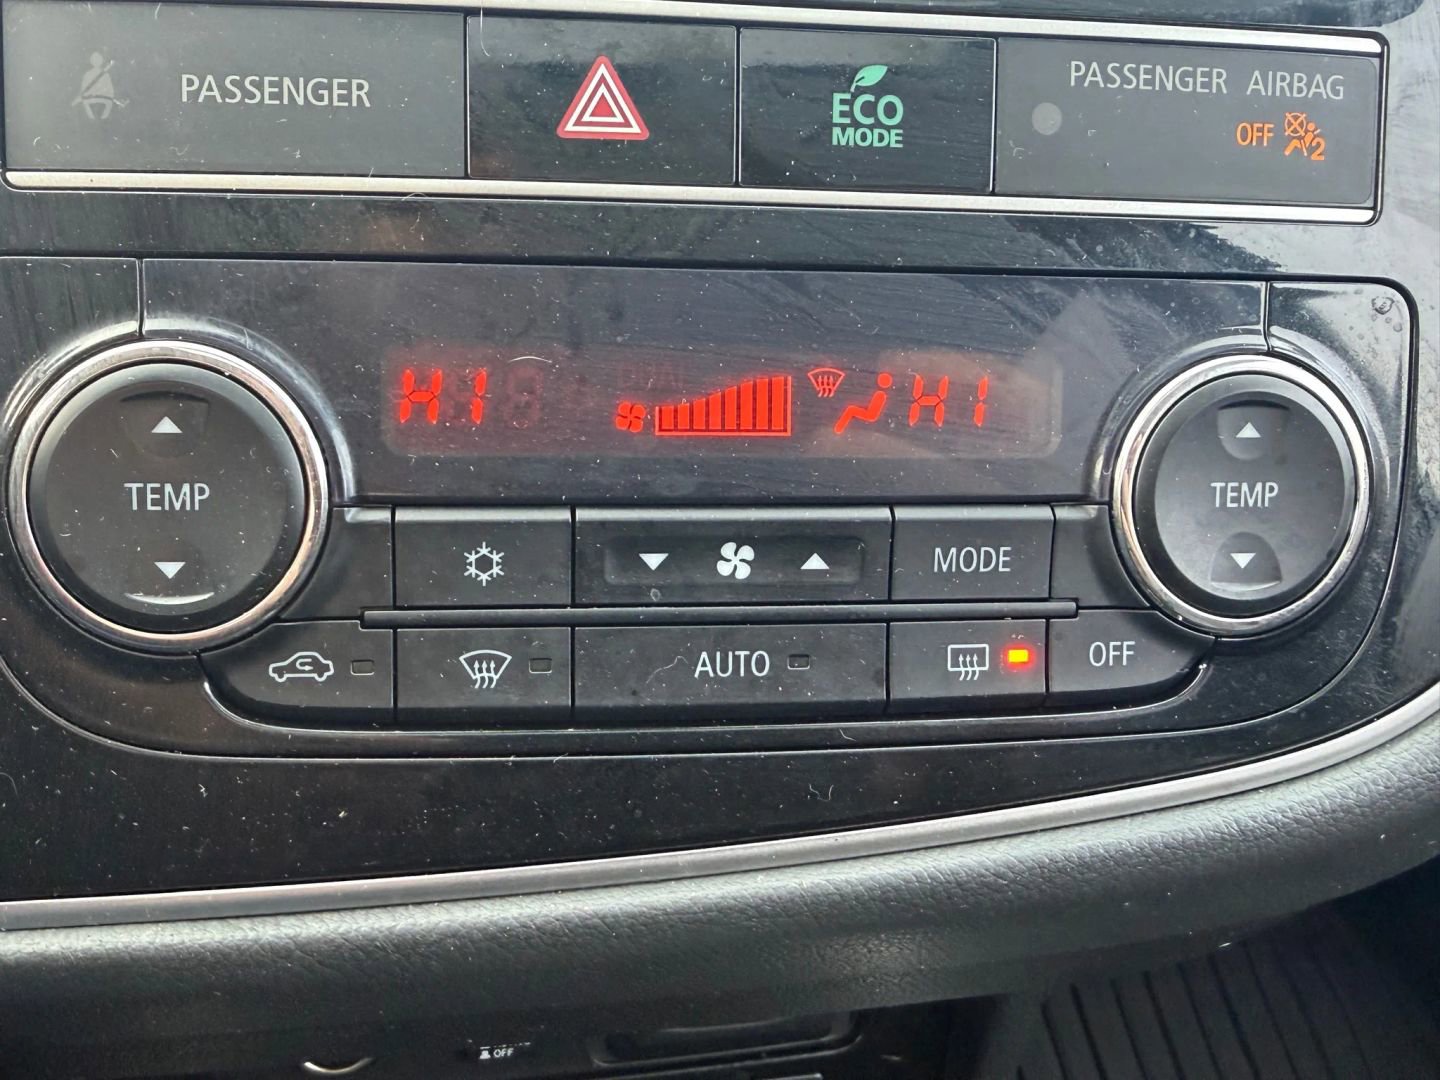 PASSENGER
ECO
MODE
PASSENGER AIRBAG
OFF 2
HI
HI
TEMP
TEMP
MODE
AUTO
OFF
OFF